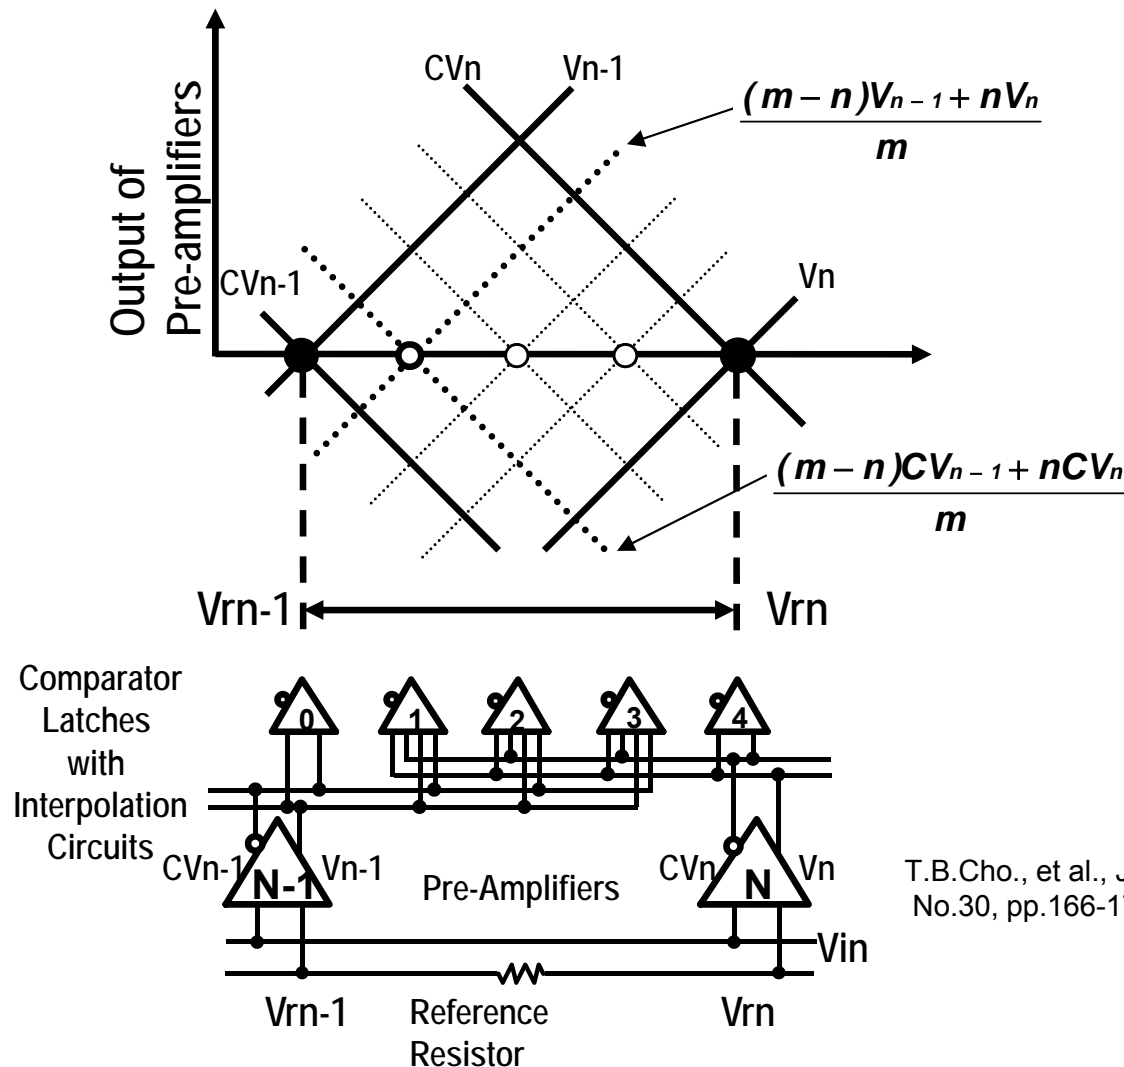 CVn
Vn-1
(m – n)Vn – 1 + nVn
m
Output of
Pre-amplifiers
CVn-1
Vn
(m – n)CVn – 1 + nCVn
m
Vrn-1
Vrn
Comparator
Latches
with
Interpolation
Circuits
0
1
2
3
4
CVn-1
N-1
Vn-1
Pre-Amplifiers
CVn
N
Vn
T.B.Cho., et al., J
No.30, pp.166-1
Vin
Vrn-1
Reference
Resistor
Vrn